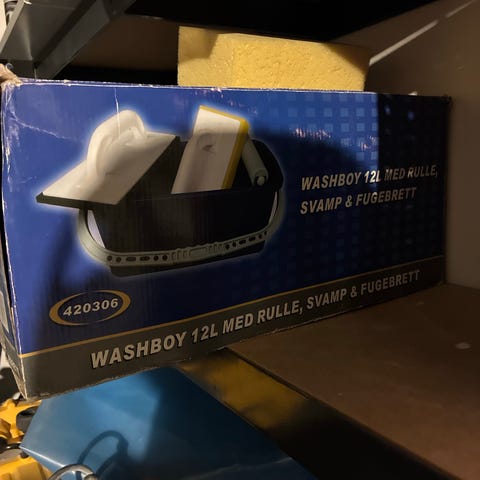 WASHBOY 12L MED RULLE,
SVAMP & FUGEBRETT
420306
WASHBOY 12L MED RULLE, SVAMP & FUGEBRETT